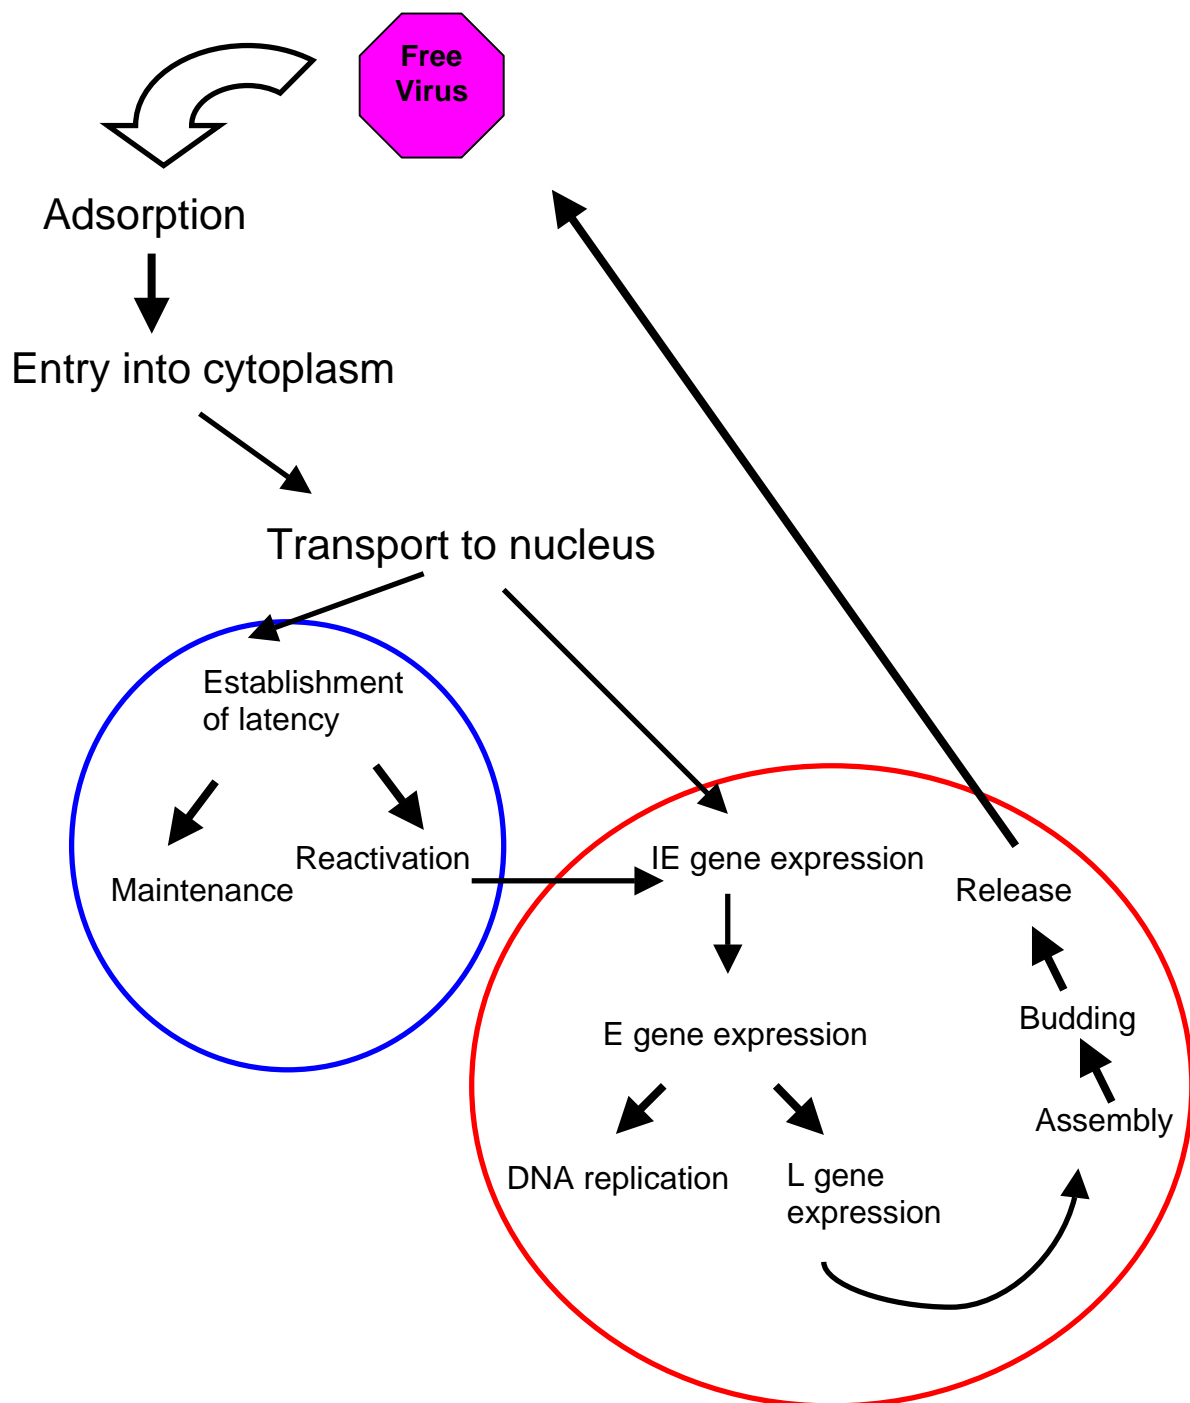 Free
Virus
Adsorption
Entry into cytoplasm
Transport to nucleus
Establishment
of latency
Reactivation
Maintenance
IE gene expression
Release
E gene expression
Budding
Assembly
DNA replication
L gene
expression